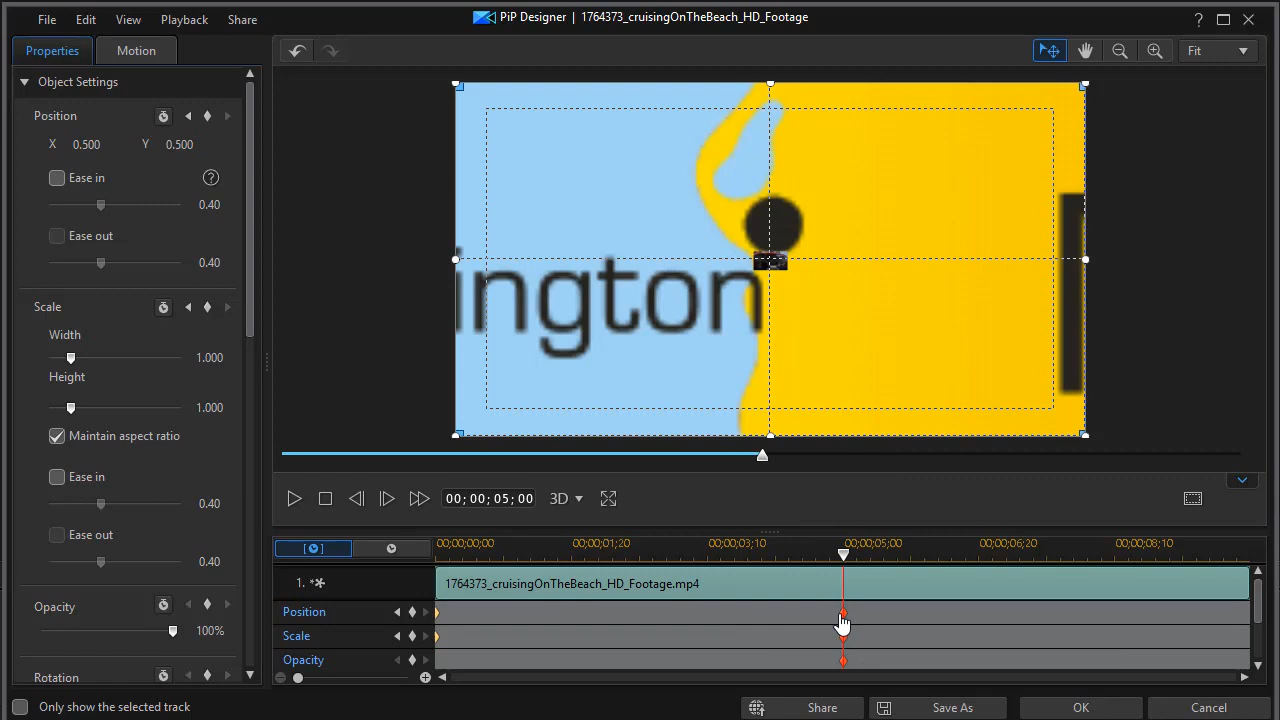 File Edit View Playback Share
PiP Designer | 1764373_cruisingOnTheBeach_HD_Footage
?
Properties Motion
Fit
Object Settings
Position
X 0.500 Y 0.500
Ease in ?
0.40
Ease out
0.40
Scale
Width
1.000
Height
1.000
Maintain aspect ratio
Ease in
0.40
Ease out
0.40
Opacity
100%
Rotation
ington
00;00;05;00
3D
00;00;00;00 00;00;01;20 00;00;03;10 00;00;05;00 00;00;06;20 00;00;08;10
1. 1764373_cruisingOnTheBeach_HD_Footage.mp4
Position
Scale
Opacity
Only show the selected track
Share Save As OK Cancel